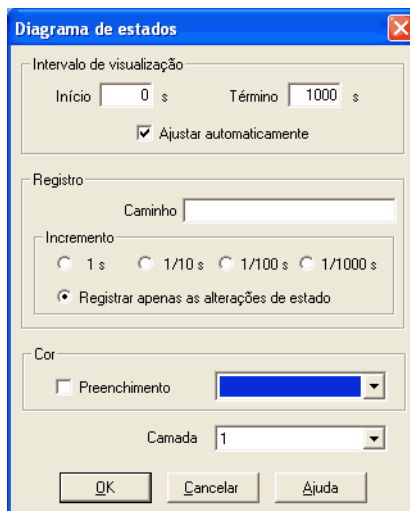 Diagrama de estados
Intervalo de visualização
Início 0 s Término 1000 s
Ajustar automaticamente
Registro
Caminho
Incremento
1 s 1/10 s 1/100 s 1/1000 s
Registrar apenas as alterações de estado
Cor
Preenchimento
Camada 1
OK Cancelar Ajuda